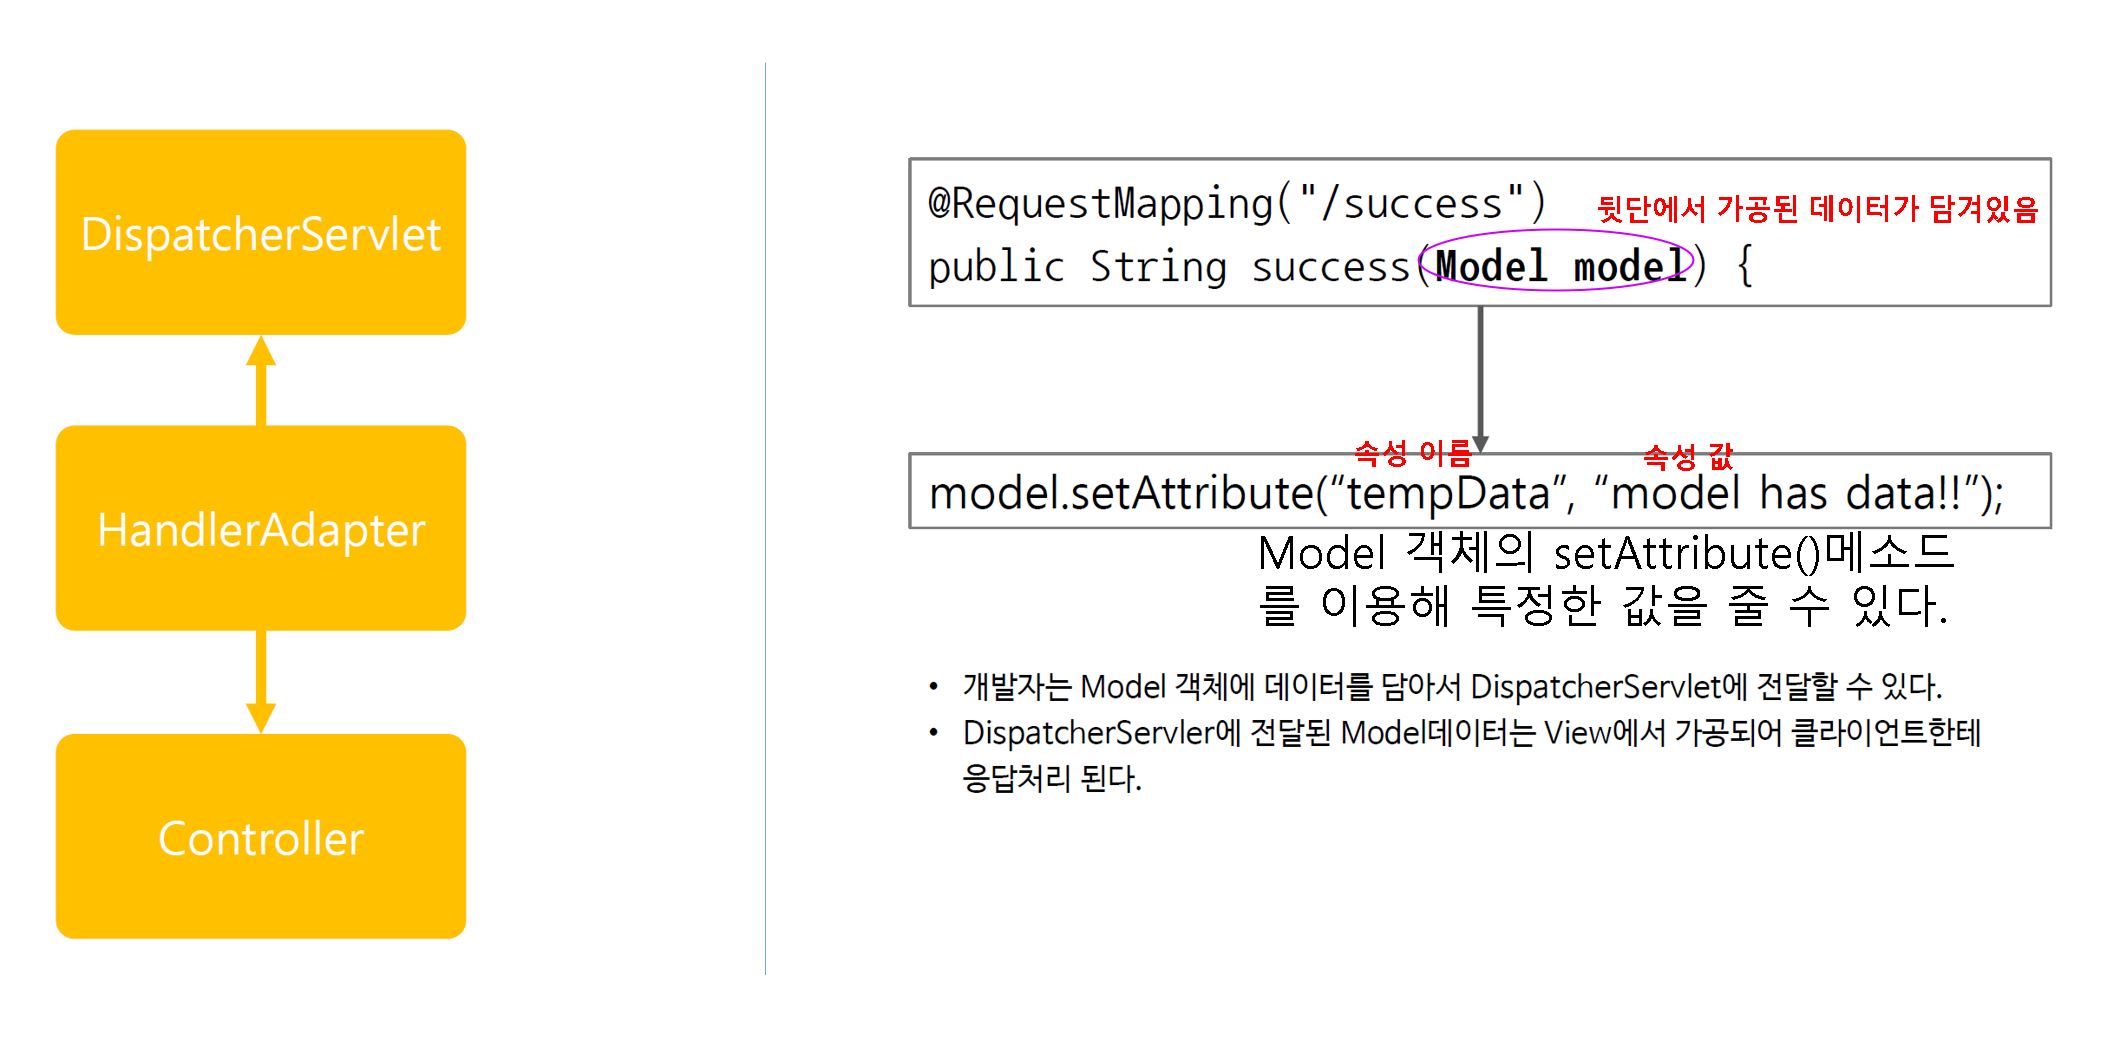 DispatcherServlet
HandlerAdapter
Controller
@RequestMapping("/success")
뒷단에서 가공된 데이터가 담겨있음
public String success(Model model) {
속성 이름
속성 값
model.setAttribute(“tempData”, “model has data!!”);
Model 객체의 setAttribute()메소드
를 이용해 특정한 값을 줄 수 있다.
• 개발자는 Model 객체에 데이터를 담아서 DispatcherServlet에 전달할 수 있다.
• DispatcherServler에 전달된 Model데이터는 View에서 가공되어 클라이언트한테
응답처리 된다.